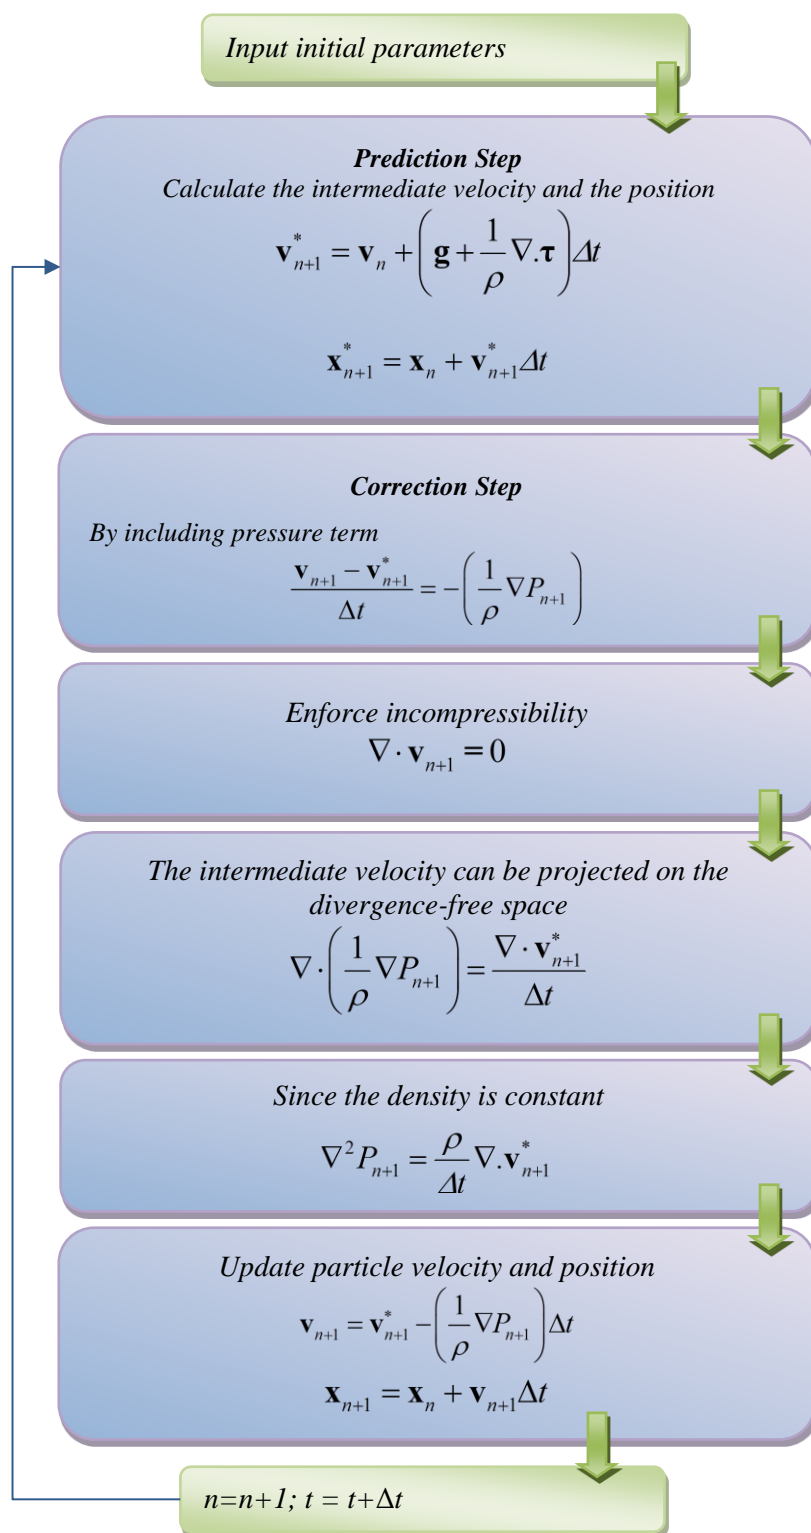 Input initial parameters
Prediction Step
Calculate the intermediate velocity and the position
𝐯*ₙ₊₁ = 𝐯ₙ + (𝐠 + (1/ρ) ∇.𝛕) Δt
𝐱*ₙ₊₁ = 𝐱ₙ + 𝐯*ₙ₊₁Δt
Correction Step
By including pressure term
(𝐯ₙ₊₁ − 𝐯*ₙ₊₁)/Δt = −((1/ρ) ∇Pₙ₊₁)
Enforce incompressibility
∇ · 𝐯ₙ₊₁ = 0
The intermediate velocity can be projected on the
divergence-free space
∇ · ((1/ρ) ∇Pₙ₊₁) = (∇ · 𝐯*ₙ₊₁)/Δt
Since the density is constant
∇²Pₙ₊₁ = (ρ/Δt) ∇.𝐯*ₙ₊₁
Update particle velocity and position
𝐯ₙ₊₁ = 𝐯*ₙ₊₁ − ((1/ρ) ∇Pₙ₊₁) Δt
𝐱ₙ₊₁ = 𝐱ₙ + 𝐯ₙ₊₁Δt
n=n+1; t = t+Δt